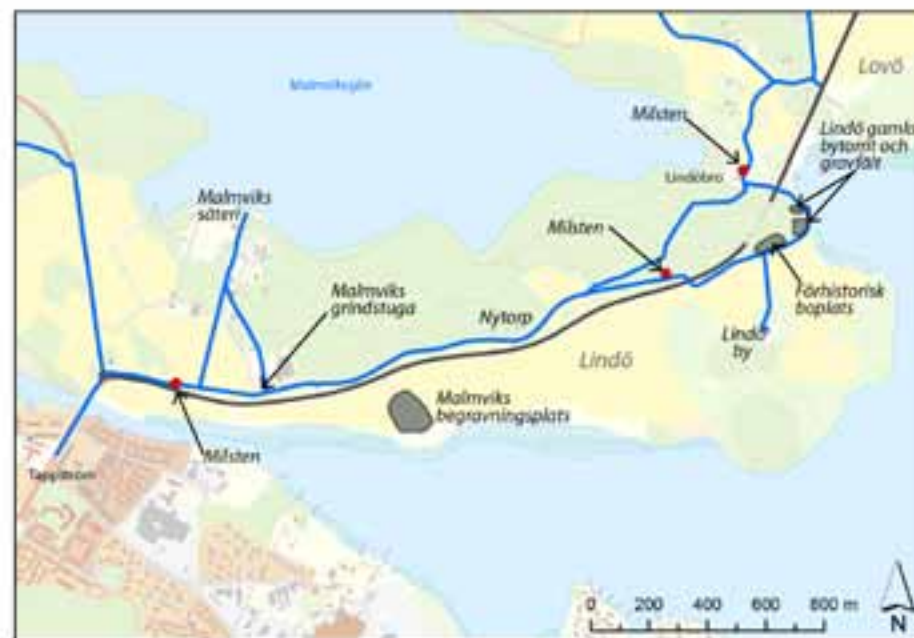 Lovö
Milsten
Lindö gamla
bytomt och
gravfält
Lindöbro
Malmviks
säteri
Milsten
Malmviks
grindstuga
Förhistorisk
boplats
Nytorp
Lindö
by
Lindö
Malmviks
begravningsplats
Milsten
Tappström
0 200 400 600 800 m
N